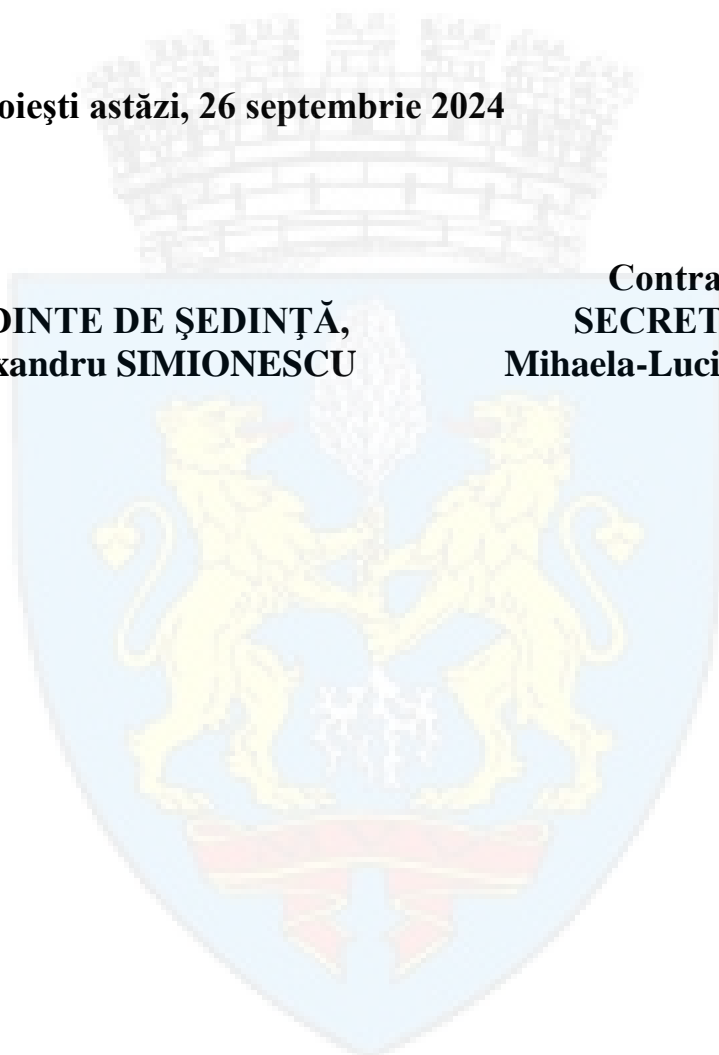 oieşti astăzi, 26 septembrie 2024
Contra
DINTE DE ŞEDINŢĂ,
SECRET
xandru SIMIONESCU
Mihaela-Luci